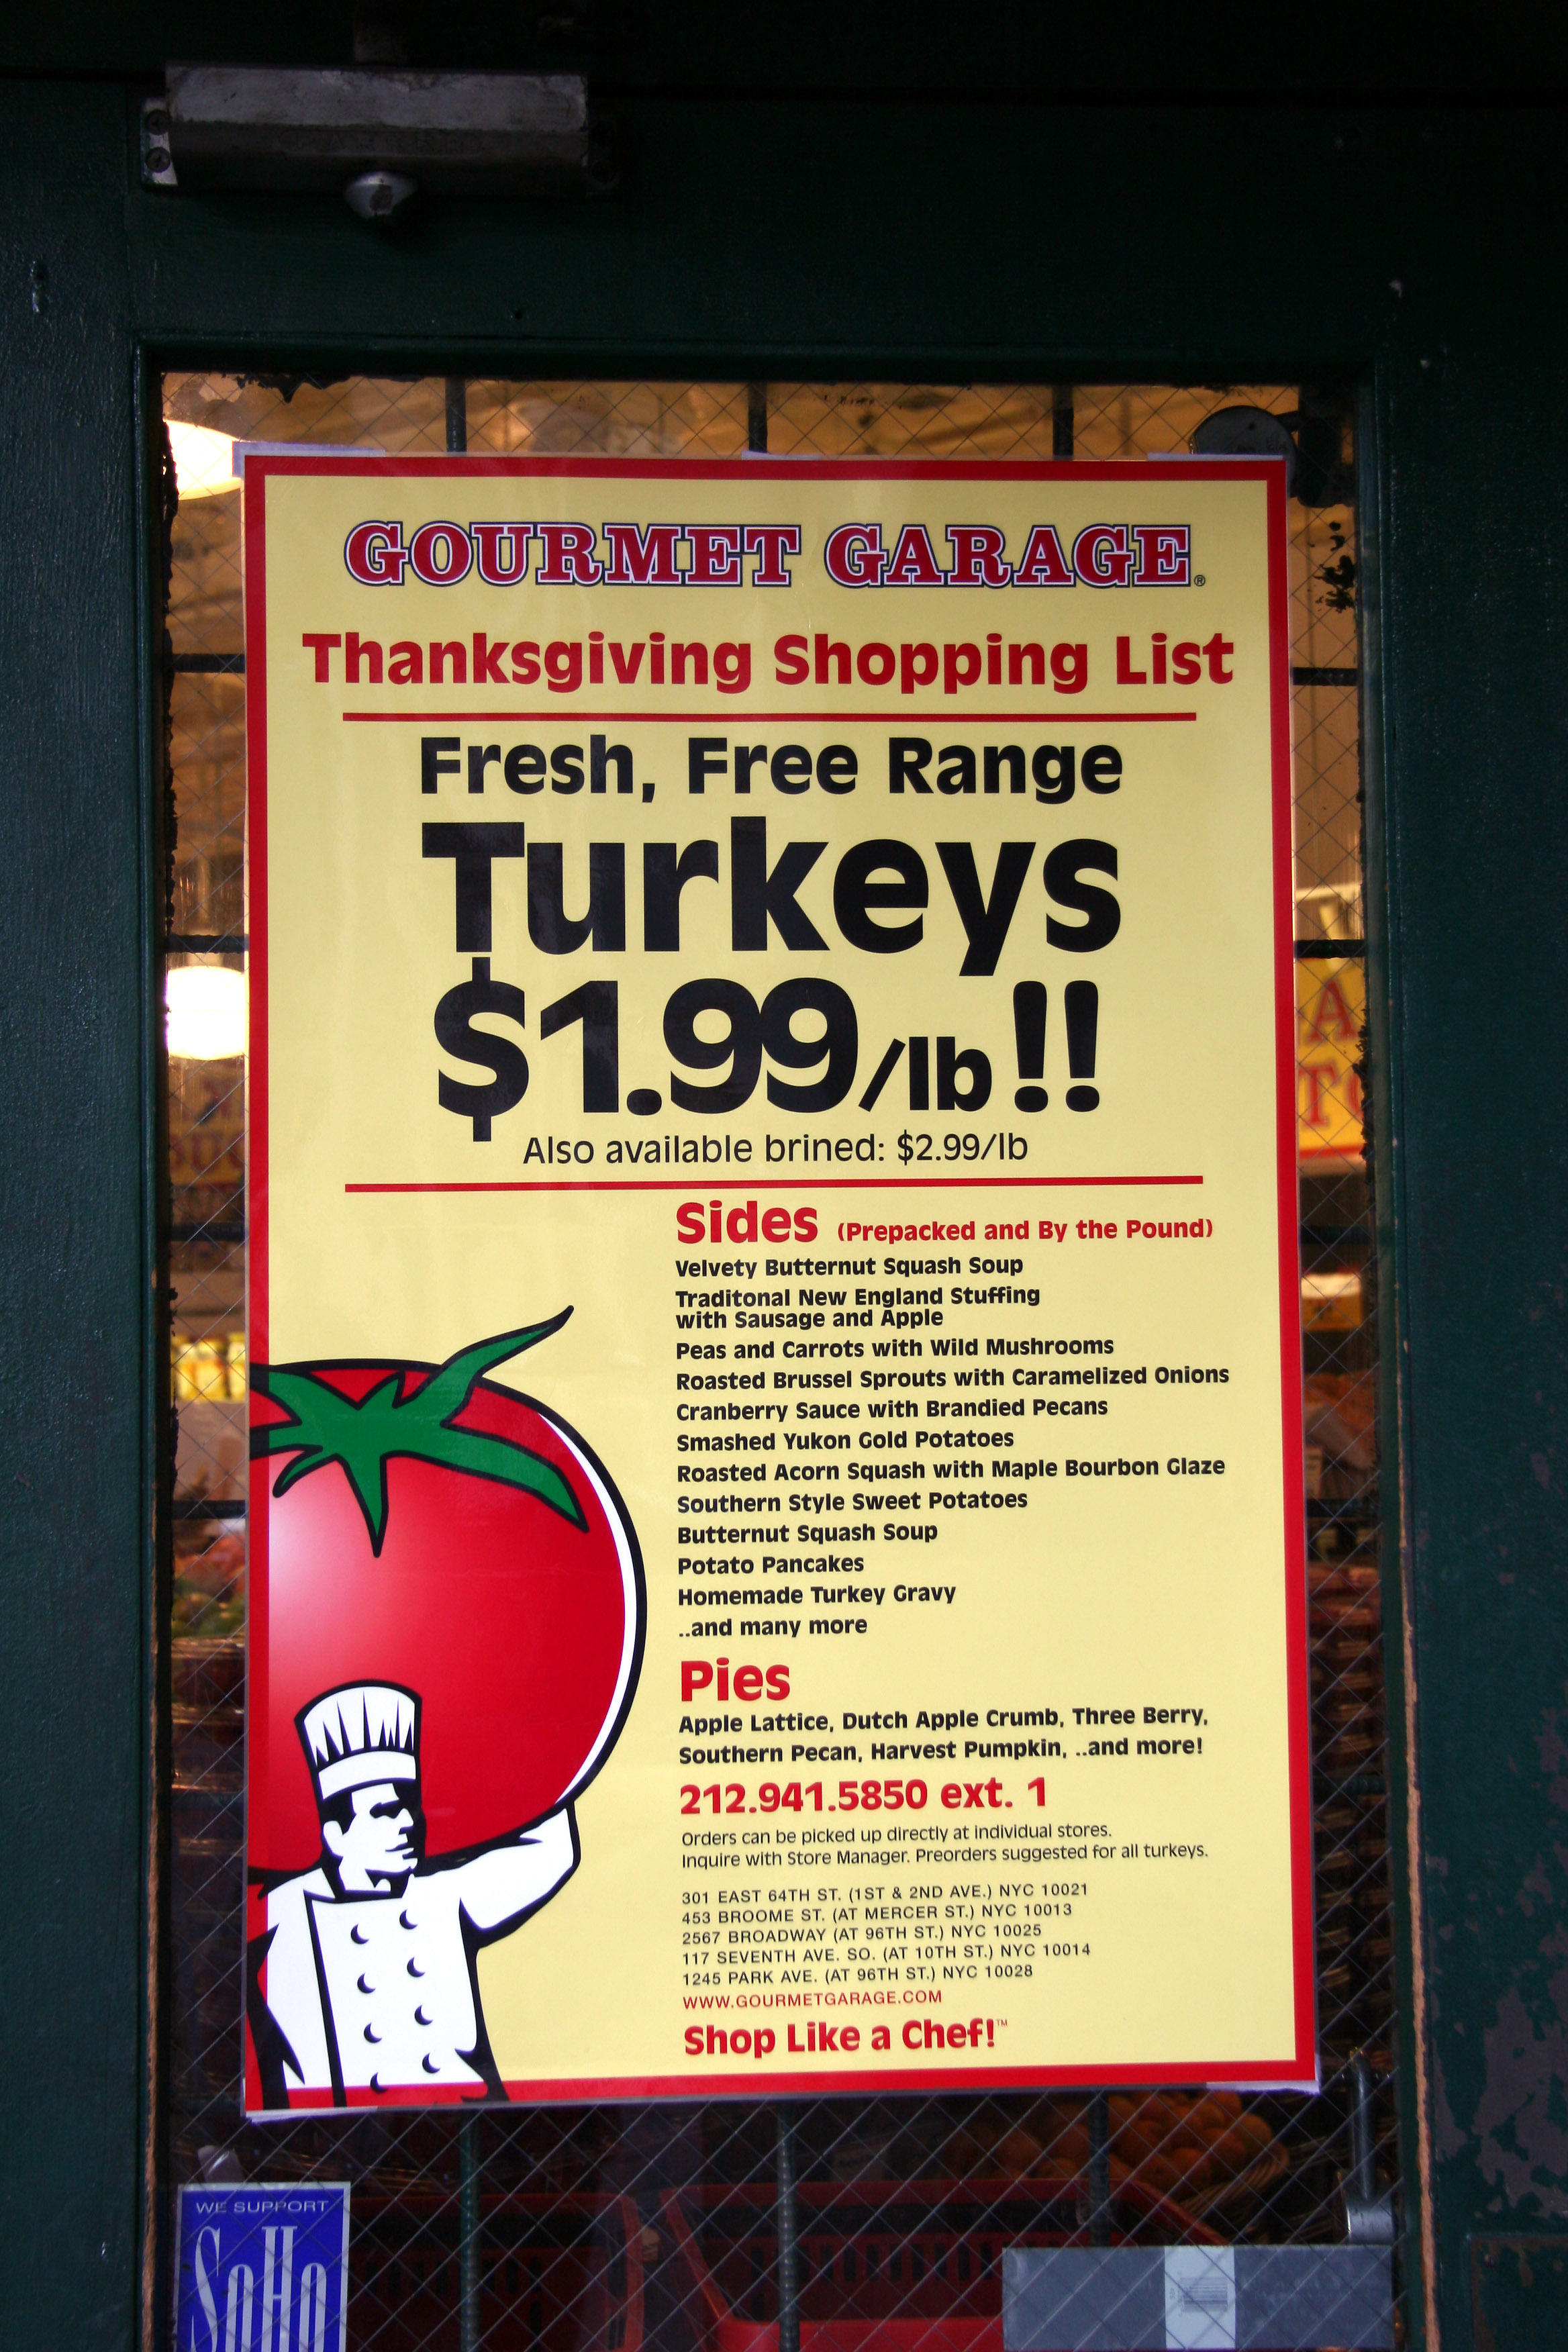 GOURMET GARAGE®
Thanksgiving Shopping List
Fresh, Free Range
Turkeys
$1.99/lb!!
Also available brined: $2.99/lb
Sides (Prepacked and By the Pound)
Velvety Butternut Squash Soup
Traditonal New England Stuffing
with Sausage and Apple
Peas and Carrots with Wild Mushrooms
Roasted Brussel Sprouts with Caramelized Onions
Cranberry Sauce with Brandied Pecans
Smashed Yukon Gold Potatoes
Roasted Acorn Squash with Maple Bourbon Glaze
Southern Style Sweet Potatoes
Butternut Squash Soup
Potato Pancakes
Homemade Turkey Gravy
..and many more
Pies
Apple Lattice, Dutch Apple Crumb, Three Berry,
Southern Pecan, Harvest Pumpkin, ..and more!
212.941.5850 ext. 1
Orders can be picked up directly at individual stores.
Inquire with Store Manager. Preorders suggested for all turkeys.
301 EAST 64TH ST. (1ST & 2ND AVE.) NYC 10021
453 BROOME ST. (AT MERCER ST.) NYC 10013
2567 BROADWAY (AT 96TH ST.) NYC 10025
117 SEVENTH AVE. SO. (AT 10TH ST.) NYC 10014
1245 PARK AVE. (AT 96TH ST.) NYC 10028
WWW.GOURMETGARAGE.COM
Shop Like a Chef!™
WE SUPPORT
SoHo